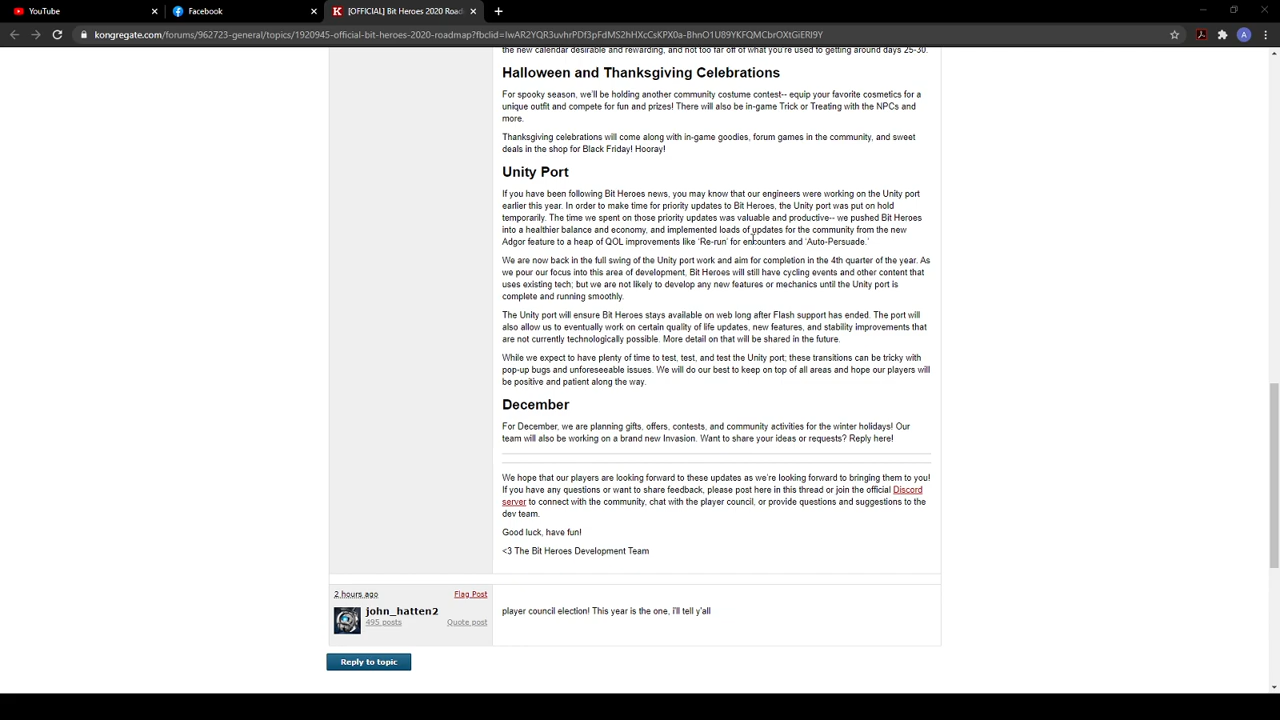 YouTube
Facebook
[OFFICIAL] Bit Heroes 2020 Road
kongregate.com/forums/962723-general/topics/1920945-official-bit-heroes-2020-roadmap?fbclid=IwAR2YQR3uvhrPDf3pFdMS2hHXcCsKPX0a-BhnO1U89YKFQMCbrOXtGiERI9Y
the new calendar desirable and rewarding, and not too far off of what you're used to getting around days 25-30.
Halloween and Thanksgiving Celebrations
For spooky season, we'll be holding another community costume contest-- equip your favorite cosmetics for a
unique outfit and compete for fun and prizes! There will also be in-game Trick or Treating with the NPCs and
more.
Thanksgiving celebrations will come along with in-game goodies, forum games in the community, and sweet
deals in the shop for Black Friday! Hooray!
Unity Port
If you have been following Bit Heroes news, you may know that our engineers were working on the Unity port
earlier this year. In order to make time for priority updates to Bit Heroes, the Unity port was put on hold
temporarily. The time we spent on those priority updates was valuable and productive-- we pushed Bit Heroes
into a healthier balance and economy, and implemented loads of updates for the community from the new
Adgor feature to a heap of QOL improvements like 'Re-run' for encounters and 'Auto-Persuade.'
We are now back in the full swing of the Unity port work and aim for completion in the 4th quarter of the year. As
we pour our focus into this area of development, Bit Heroes will still have cycling events and other content that
uses existing tech; but we are not likely to develop any new features or mechanics until the Unity port is
complete and running smoothly.
The Unity port will ensure Bit Heroes stays available on web long after Flash support has ended. The port will
also allow us to eventually work on certain quality of life updates, new features, and stability improvements that
are not currently technologically possible. More detail on that will be shared in the future.
While we expect to have plenty of time to test, test, and test the Unity port; these transitions can be tricky with
pop-up bugs and unforeseeable issues. We will do our best to keep on top of all areas and hope our players will
be positive and patient along the way.
December
For December, we are planning gifts, offers, contests, and community activities for the winter holidays! Our
team will also be working on a brand new Invasion. Want to share your ideas or requests? Reply here!
We hope that our players are looking forward to these updates as we're looking forward to bringing them to you!
If you have any questions or want to share feedback, please post here in this thread or join the official Discord
server to connect with the community, chat with the player council, or provide questions and suggestions to the
dev team.
Good luck, have fun!
<3 The Bit Heroes Development Team
2 hours ago Flag Post
john_hatten2
495 posts Quote post
player council election! This year is the one, i'll tell y'all
Reply to topic